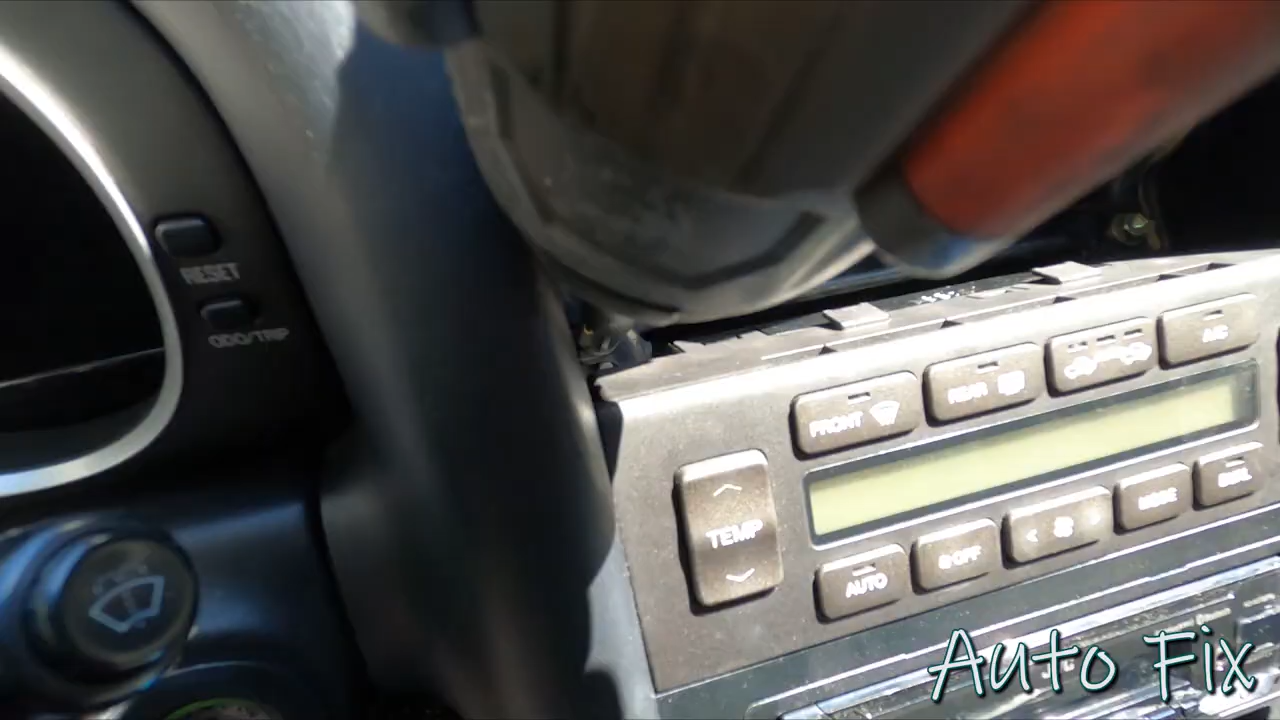 RESET
ODO/TRIP
FRONT
REAR
A/C
TEMP
AUTO
OFF
MODE
DUAL
Auto Fix